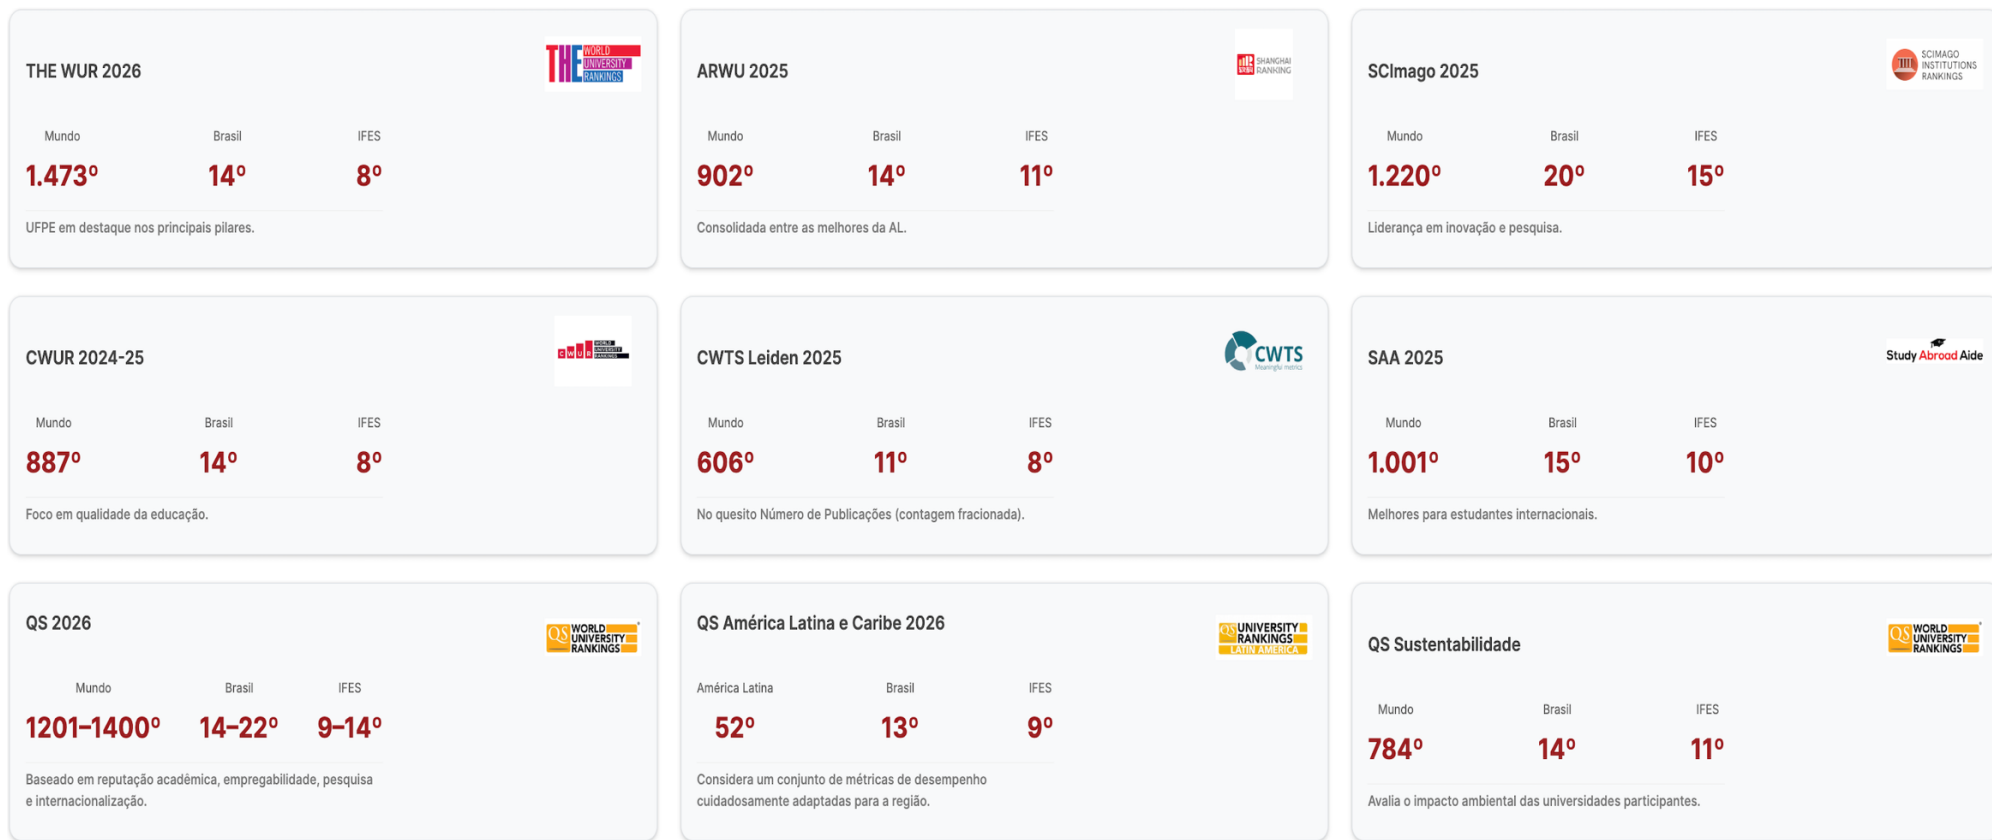 THE WUR 2026
THE WORLD UNIVERSITY RANKINGS
Mundo Brasil IFES
1.473º 14º 8º
UFPE em destaque nos principais pilares.
ARWU 2025
SHANGHAI RANKING
Mundo Brasil IFES
902º 14º 11º
Consolidada entre as melhores da AL.
SCImago 2025
SCIMAGO INSTITUTIONS RANKINGS
Mundo Brasil IFES
1.220º 20º 15º
Liderança em inovação e pesquisa.
CWUR 2024-25
CWUR WORLD UNIVERSITY RANKINGS
Mundo Brasil IFES
887º 14º 8º
Foco em qualidade da educação.
CWTS Leiden 2025
CWTS
Meaningful metrics
Mundo Brasil IFES
606º 11º 8º
No quesito Número de Publicações (contagem fracionada).
SAA 2025
Study Abroad Aide
Mundo Brasil IFES
1.001º 15º 10º
Melhores para estudantes internacionais.
QS 2026
QS WORLD UNIVERSITY RANKINGS
Mundo Brasil IFES
1201–1400º 14–22º 9–14º
Baseado em reputação acadêmica, empregabilidade, pesquisa
e internacionalização.
QS América Latina e Caribe 2026
QS UNIVERSITY RANKINGS
LATIN AMERICA
América Latina Brasil IFES
52º 13º 9º
Considera um conjunto de métricas de desempenho
cuidadosamente adaptadas para a região.
QS Sustentabilidade
QS WORLD UNIVERSITY RANKINGS
Mundo Brasil IFES
784º 14º 11º
Avalia o impacto ambiental das universidades participantes.